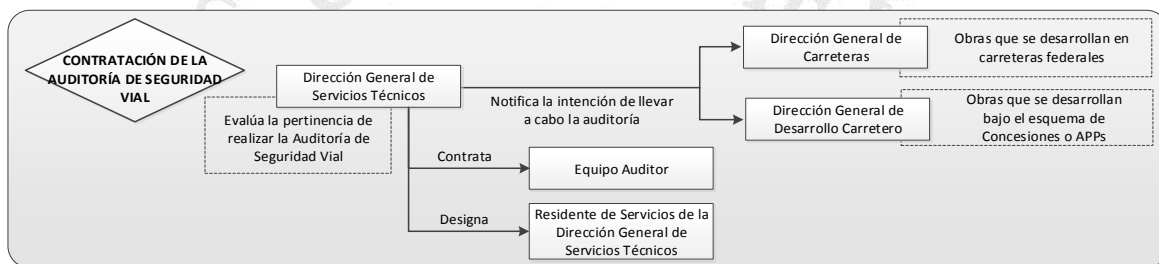 CONTRATACIÓN DE LA
AUDITORÍA DE SEGURIDAD
VIAL
Dirección General de
Servicios Técnicos
Evalúa la pertinencia de
realizar la Auditoría de
Seguridad Vial
Notifica la intención de llevar
a cabo la auditoría
Dirección General de
Carreteras
Obras que se desarrollan en
carreteras federales
Dirección General de
Desarrollo Carretero
Obras que se desarrollan
bajo el esquema de
Concesiones o APPs
Contrata
Equipo Auditor
Designa
Residente de Servicios de la
Dirección General de
Servicios Técnicos